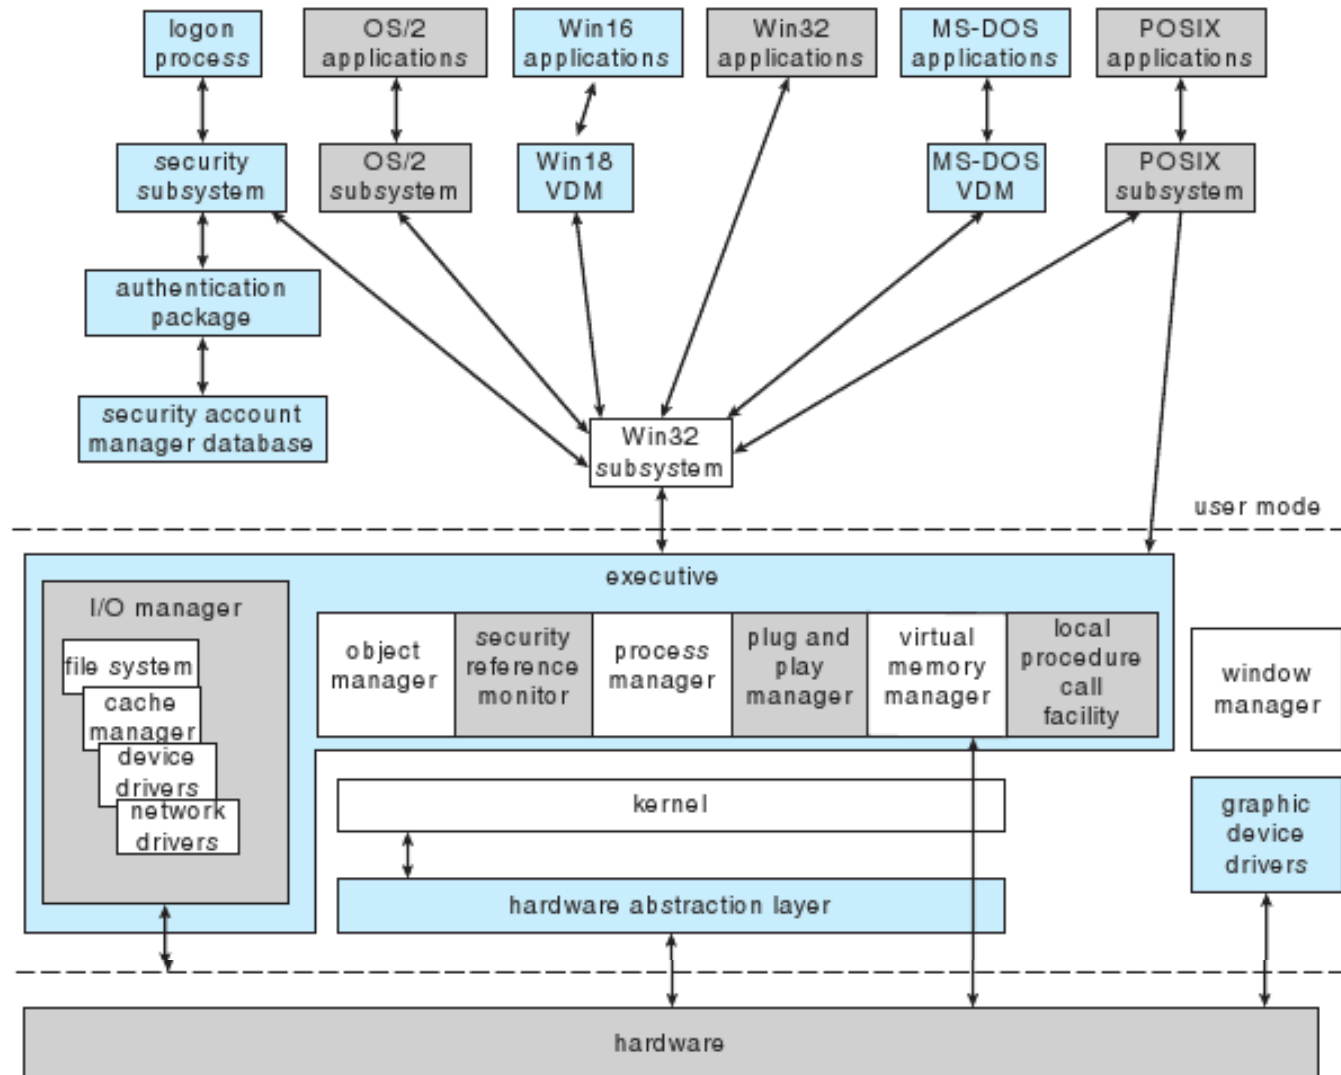 logon
process
OS/2
applications
Win16
applications
Win32
applications
MS-DOS
applications
POSIX
applications
security
subsystem
OS/2
subsystem
Win18
VDM
MS-DOS
VDM
POSIX
subsystem
authentication
package
security account
manager database
Win32
subsystem
user mode
executive
I/O manager
file system
cache
manager
device
drivers
network
drivers
object
manager
security
reference
monitor
process
manager
plug and
play
manager
virtual
memory
manager
local
procedure
call
facility
window
manager
kernel
graphic
device
drivers
hardware abstraction layer
hardware